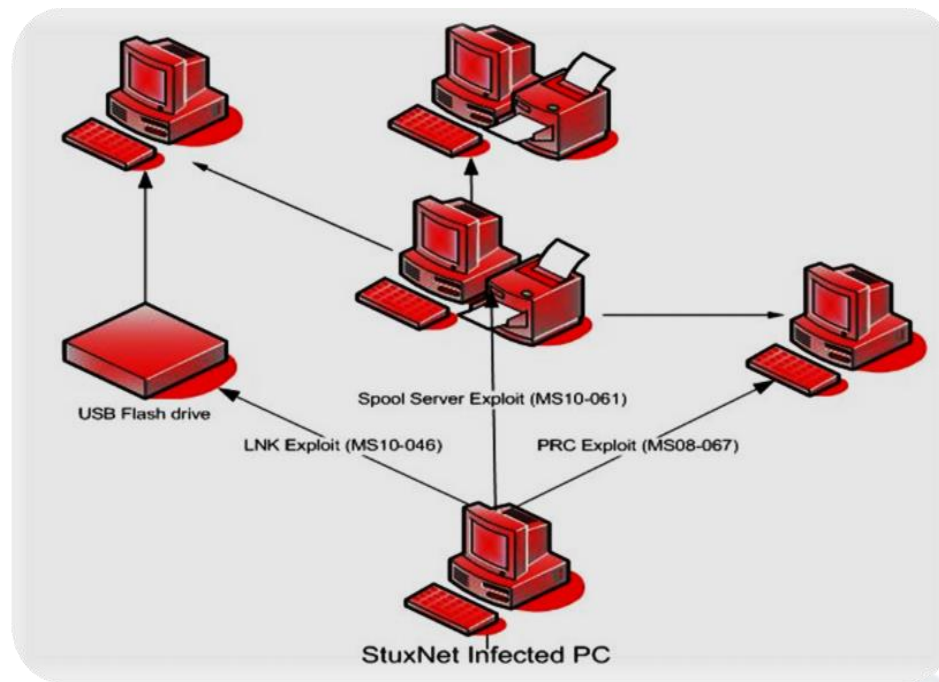 USB Flash drive
Spool Server Exploit (MS10-061)
LNK Exploit (MS10-046)
PRC Exploit (MS08-067)
StuxNet Infected PC